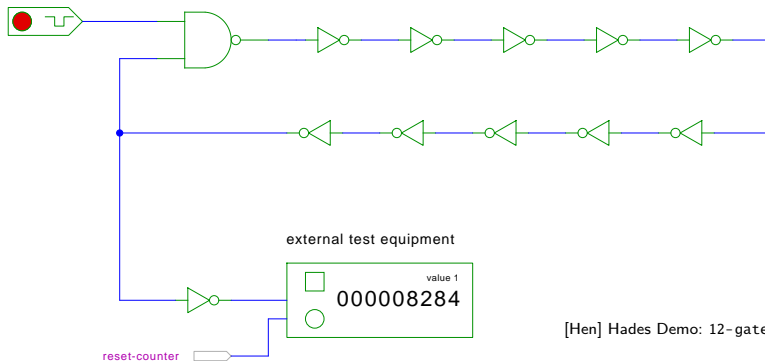 external test equipment
value 1
000008284
[Hen] Hades Demo: 12-gate
reset-counter